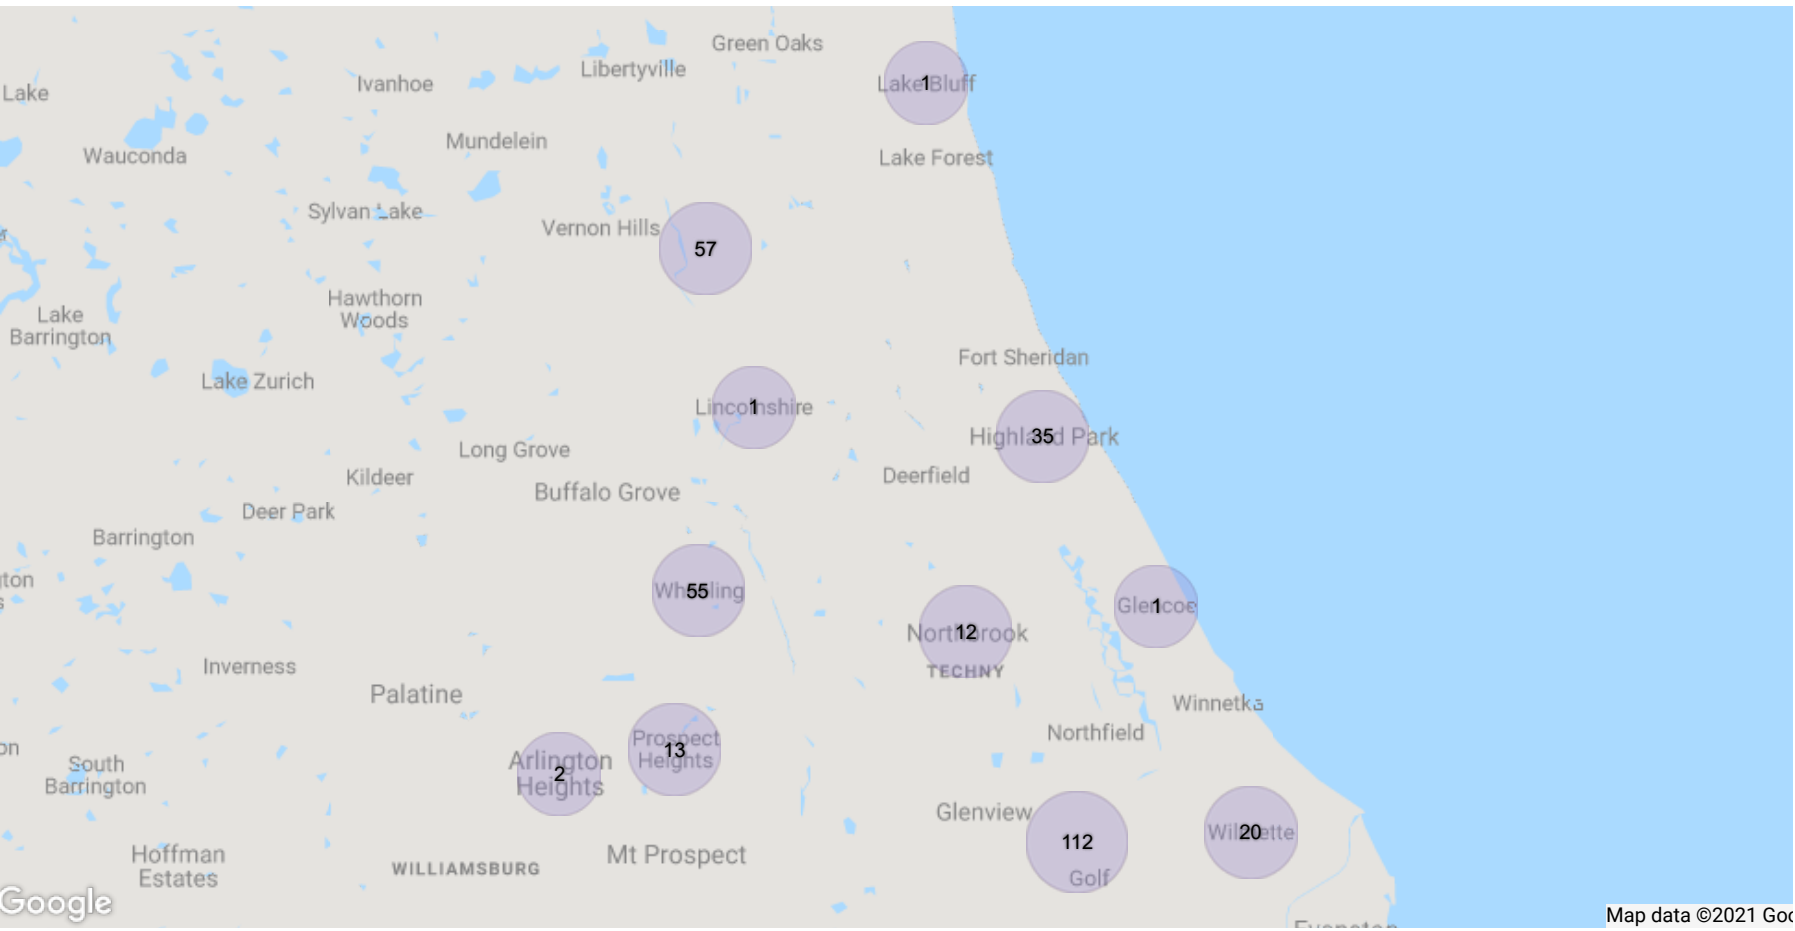 Green Oaks
Libertyville
Lake Bluff
1
Ivanhoe
Lake
Mundelein
Wauconda
Lake Forest
Sylvan Lake
Vernon Hills
57
Hawthorn
Woods
Lake
Barrington
Fort Sheridan
Lake Zurich
Lincolnshire
1
Highland Park
35
Long Grove
Kildeer
Deerfield
Buffalo Grove
Deer Park
Barrington
Wheeling
55
Glencoe
1
Northbrook
12
TECHNY
Inverness
Palatine
Winnetka
Northfield
Prospect
Heights
13
Arlington
Heights
2
South
Barrington
Glenview
Wilmette
20
112
Golf
Hoffman
Estates
Mt Prospect
WILLIAMSBURG
Google
Map data ©2021 Goo